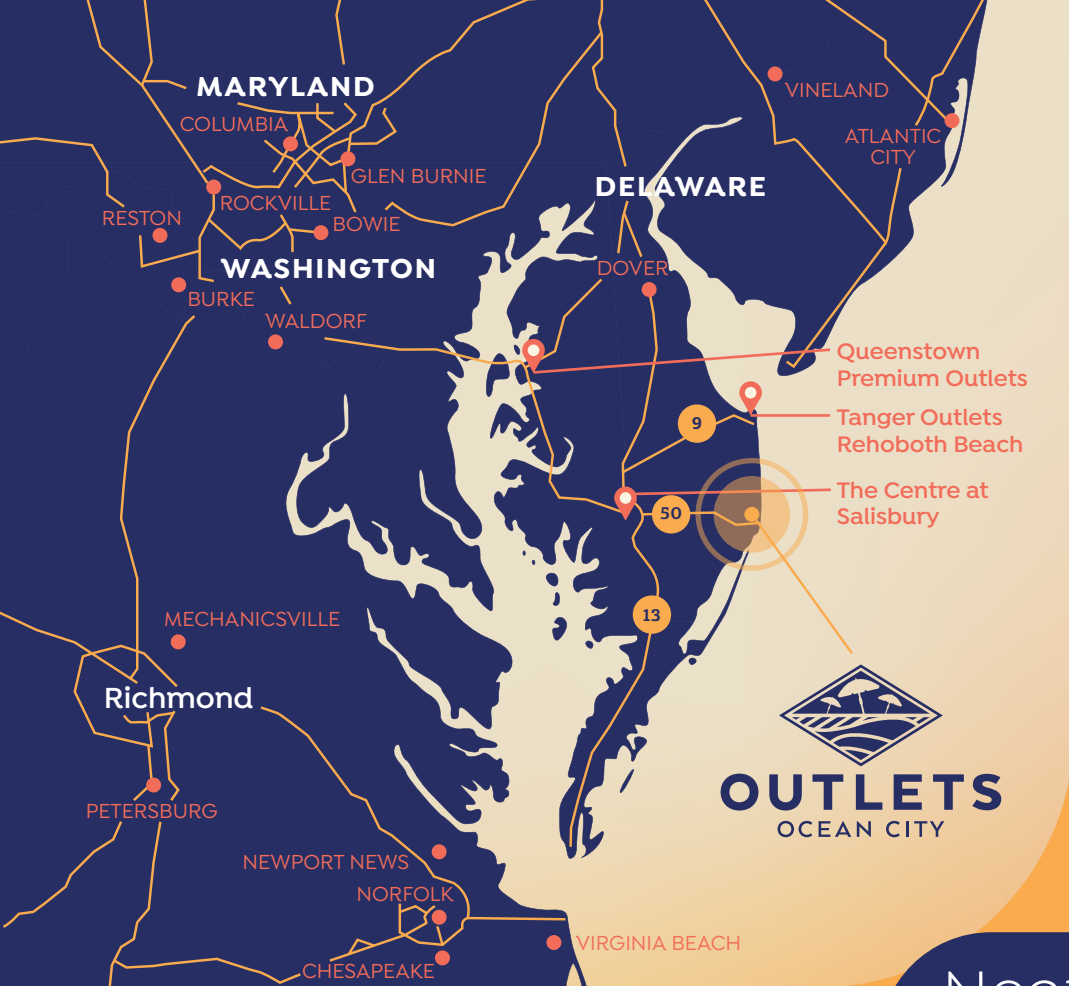 MARYLAND
VINELAND
COLUMBIA
ATLANTIC
CITY
GLEN BURNIE
DELAWARE
ROCKVILLE
RESTON
BOWIE
WASHINGTON
DOVER
BURKE
WALDORF
Queenstown
Premium Outlets
Tanger Outlets
Rehoboth Beach
9
The Centre at
Salisbury
50
13
MECHANICSVILLE
Richmond
OUTLETS
OCEAN CITY
PETERSBURG
NEWPORT NEWS
NORFOLK
VIRGINIA BEACH
CHESAPEAKE